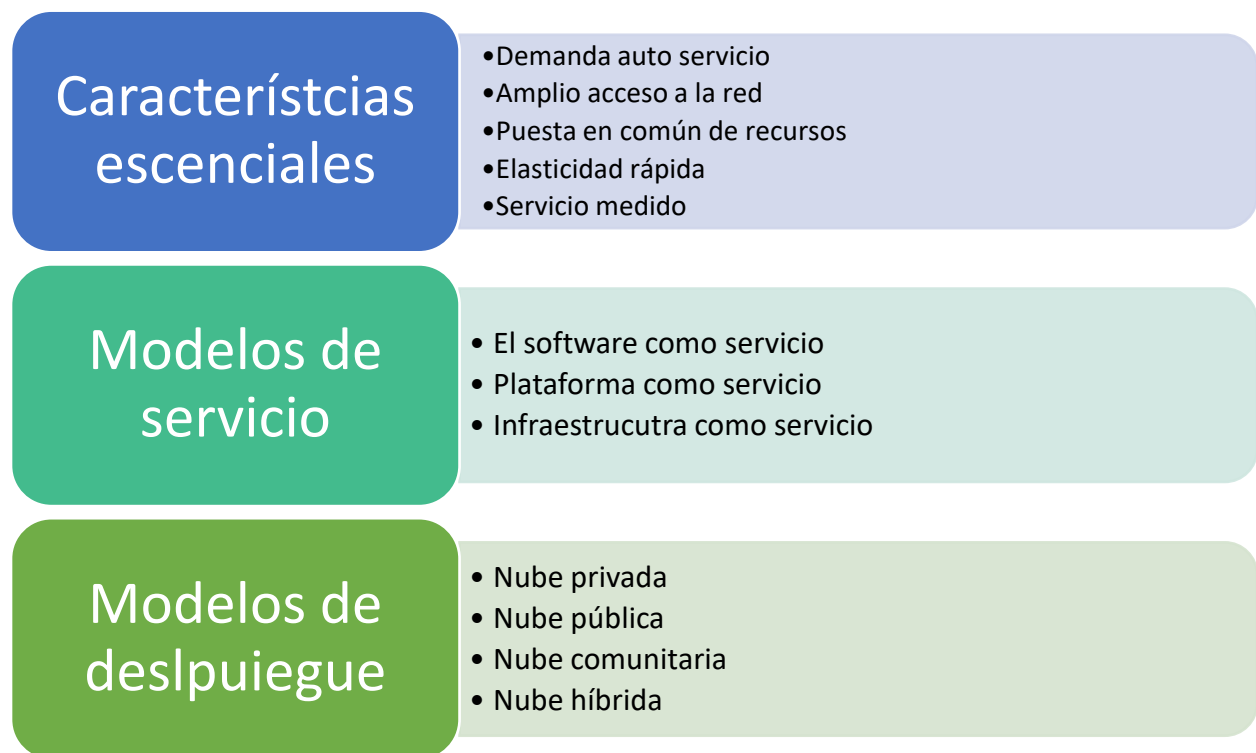 Característcias
escenciales
•Demanda auto servicio
•Amplio acceso a la red
•Puesta en común de recursos
•Elasticidad rápida
•Servicio medido
Modelos de
servicio
• El software como servicio
• Plataforma como servicio
• Infraestrucutra como servicio
Modelos de
deslpuiegue
• Nube privada
• Nube pública
• Nube comunitaria
• Nube híbrida